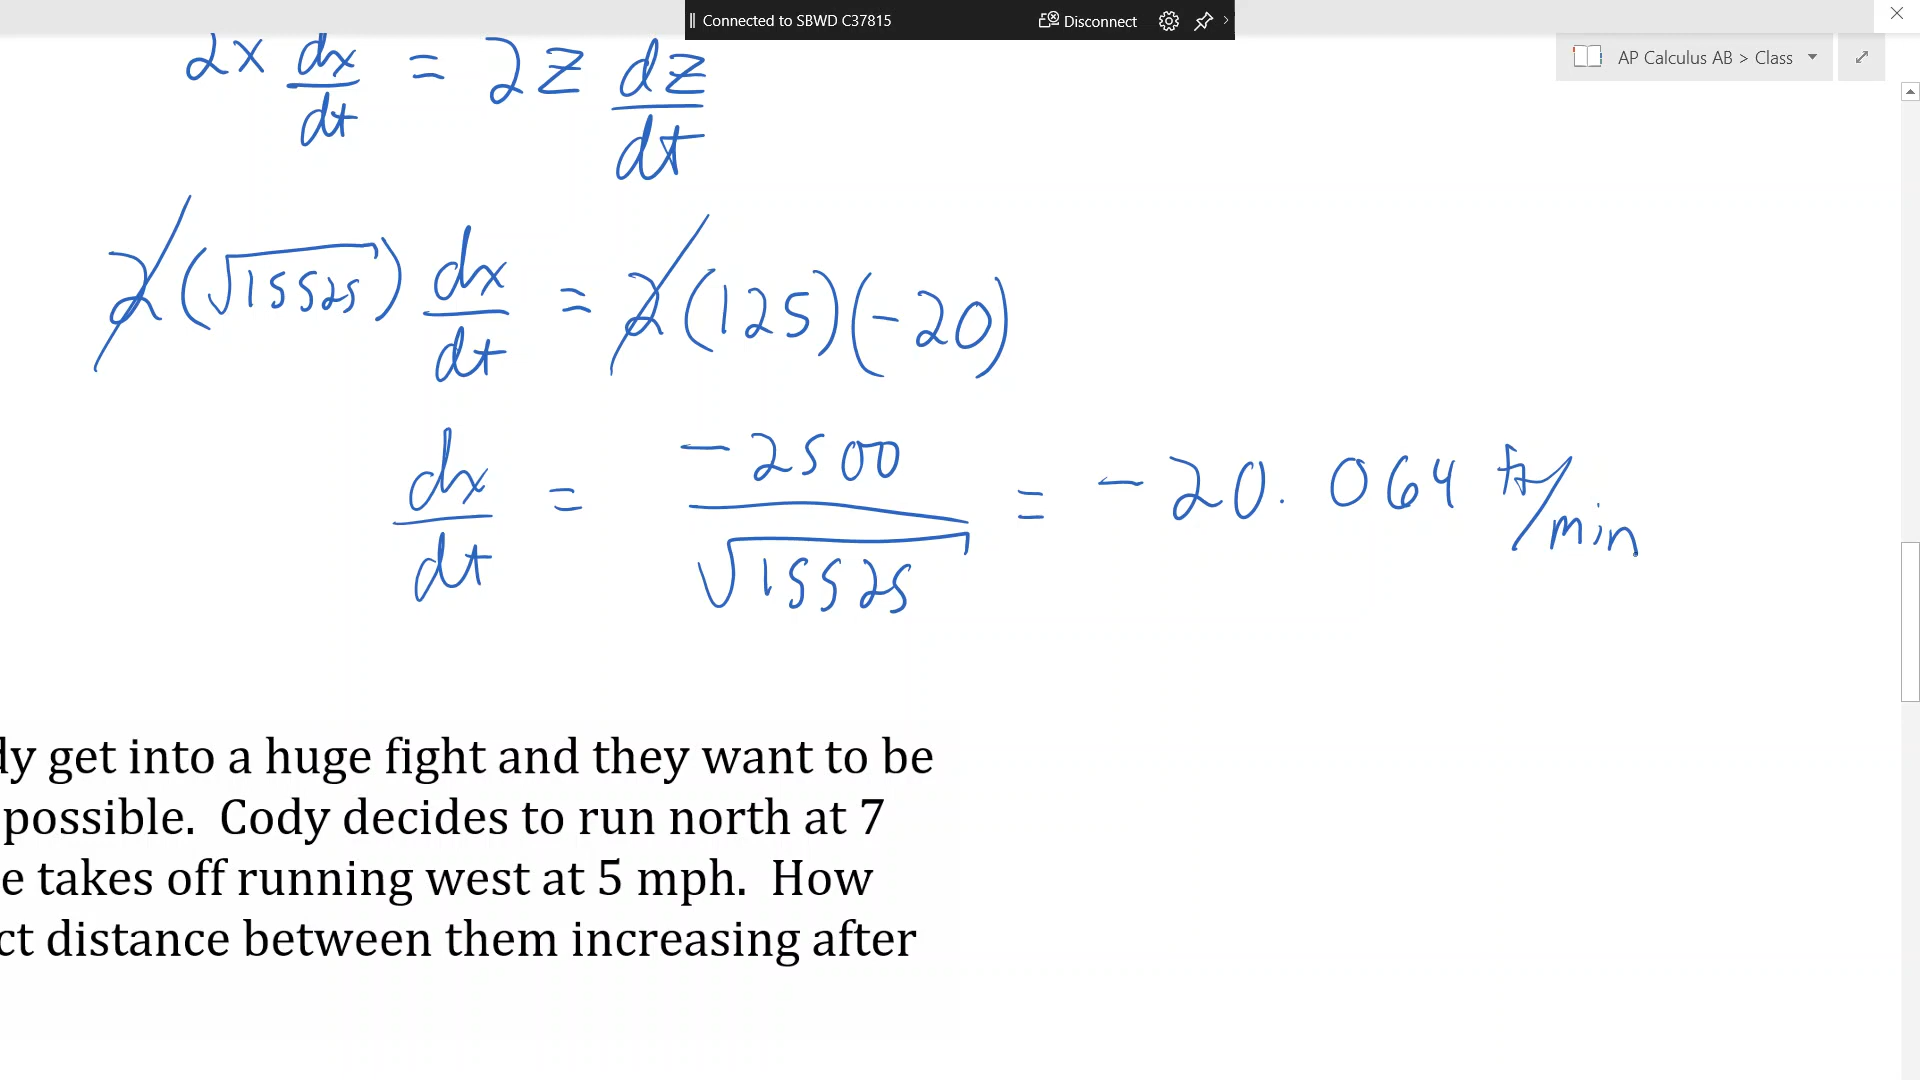 Connected to SBWD C37815 Disconnect
AP Calculus AB > Class
2x dx/dt = 2z dz/dt
2(√15525) dx/dt = 2(125)(-20)
dx/dt = -2500/√15525 = -20.064 ft/min
dy get into a huge fight and they want to be
possible. Cody decides to run north at 7
e takes off running west at 5 mph. How
ct distance between them increasing after